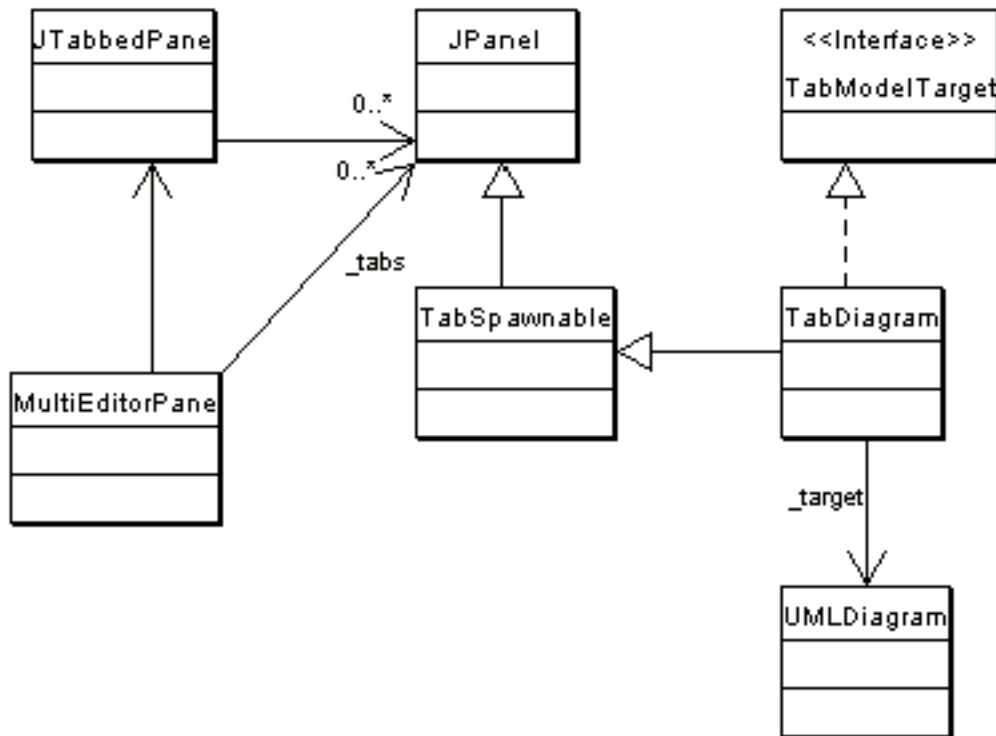 JTabbedPane
JPanel
<<Interface>>
TabModelTarget
0..*
0..*
_tabs
TabSpawnable
TabDiagram
MultiEditorPane
_target
UMLDiagram